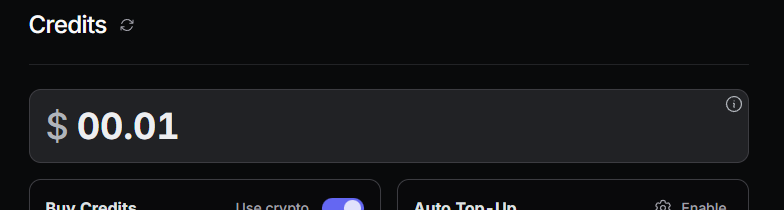 Credits
$ 00.01
Buy Credits Use crypto
Auto Top-Up Enable